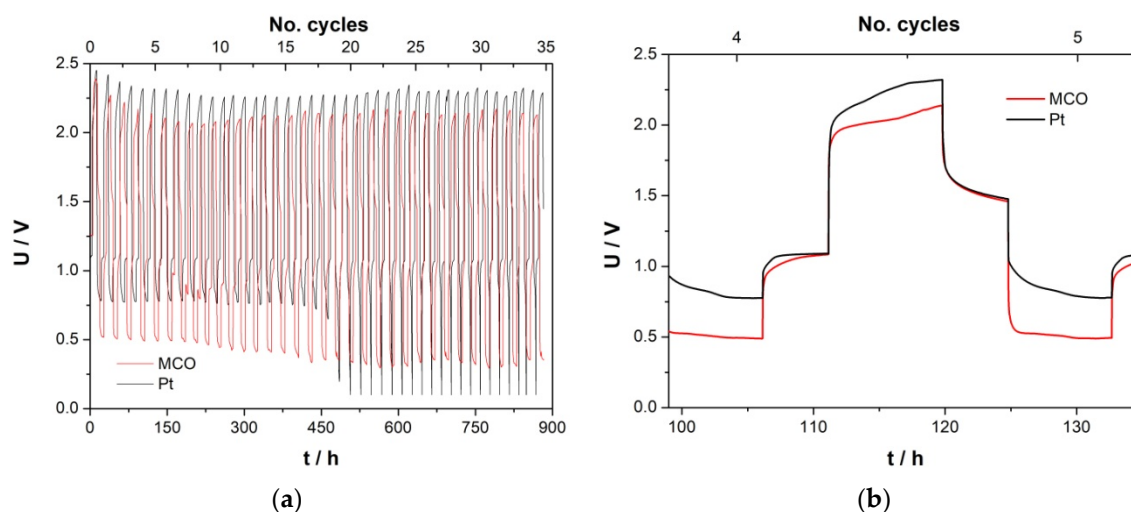 No. cycles
0 5 10 15 20 25 30 35
2.5
2.0
1.5
1.0
0.5
0.0
U / V
MCO
Pt
0 150 300 450 600 750 900
t / h
(a)
No. cycles
4 5
2.5
2.0
1.5
1.0
0.5
0.0
U / V
MCO
Pt
100 110 120 130
t / h
(b)